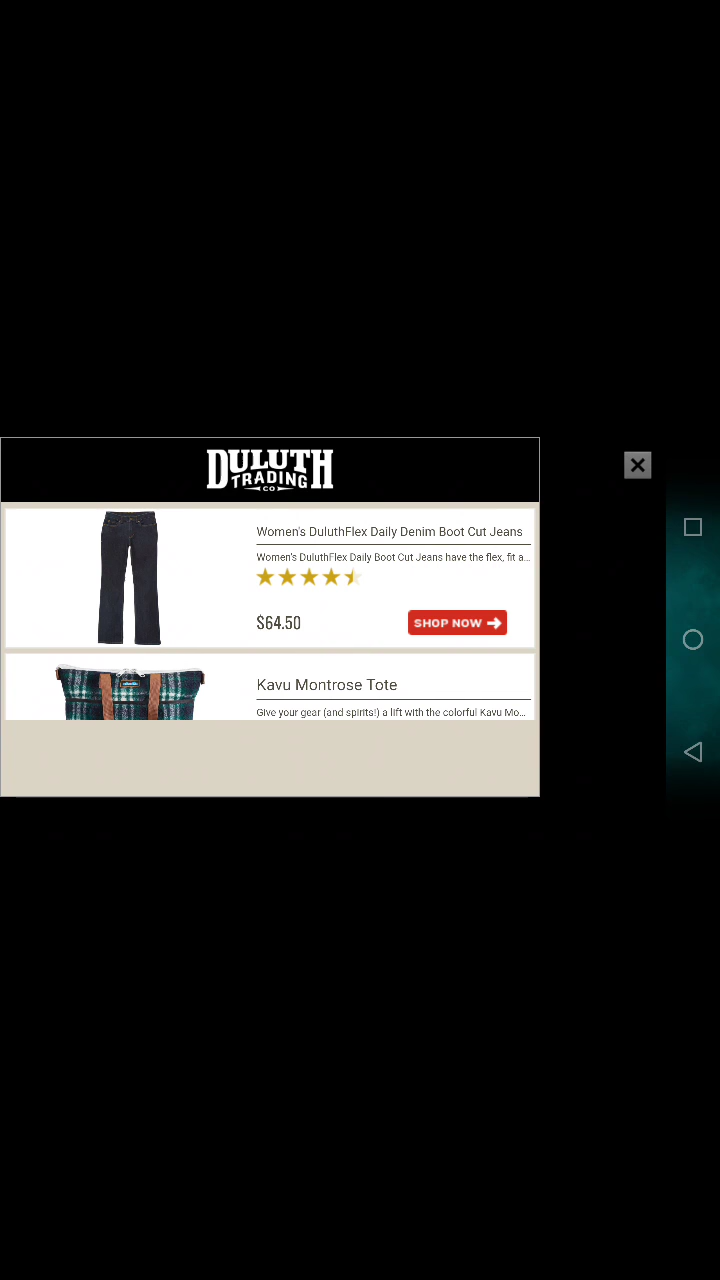 DULUTH
TRADING
CO
Women's DuluthFlex Daily Denim Boot Cut Jeans
Women's DuluthFlex Daily Boot Cut Jeans have the flex, fit a...
$64.50
SHOP NOW
Kavu Montrose Tote
Give your gear (and spirits!) a lift with the colorful Kavu Mo...